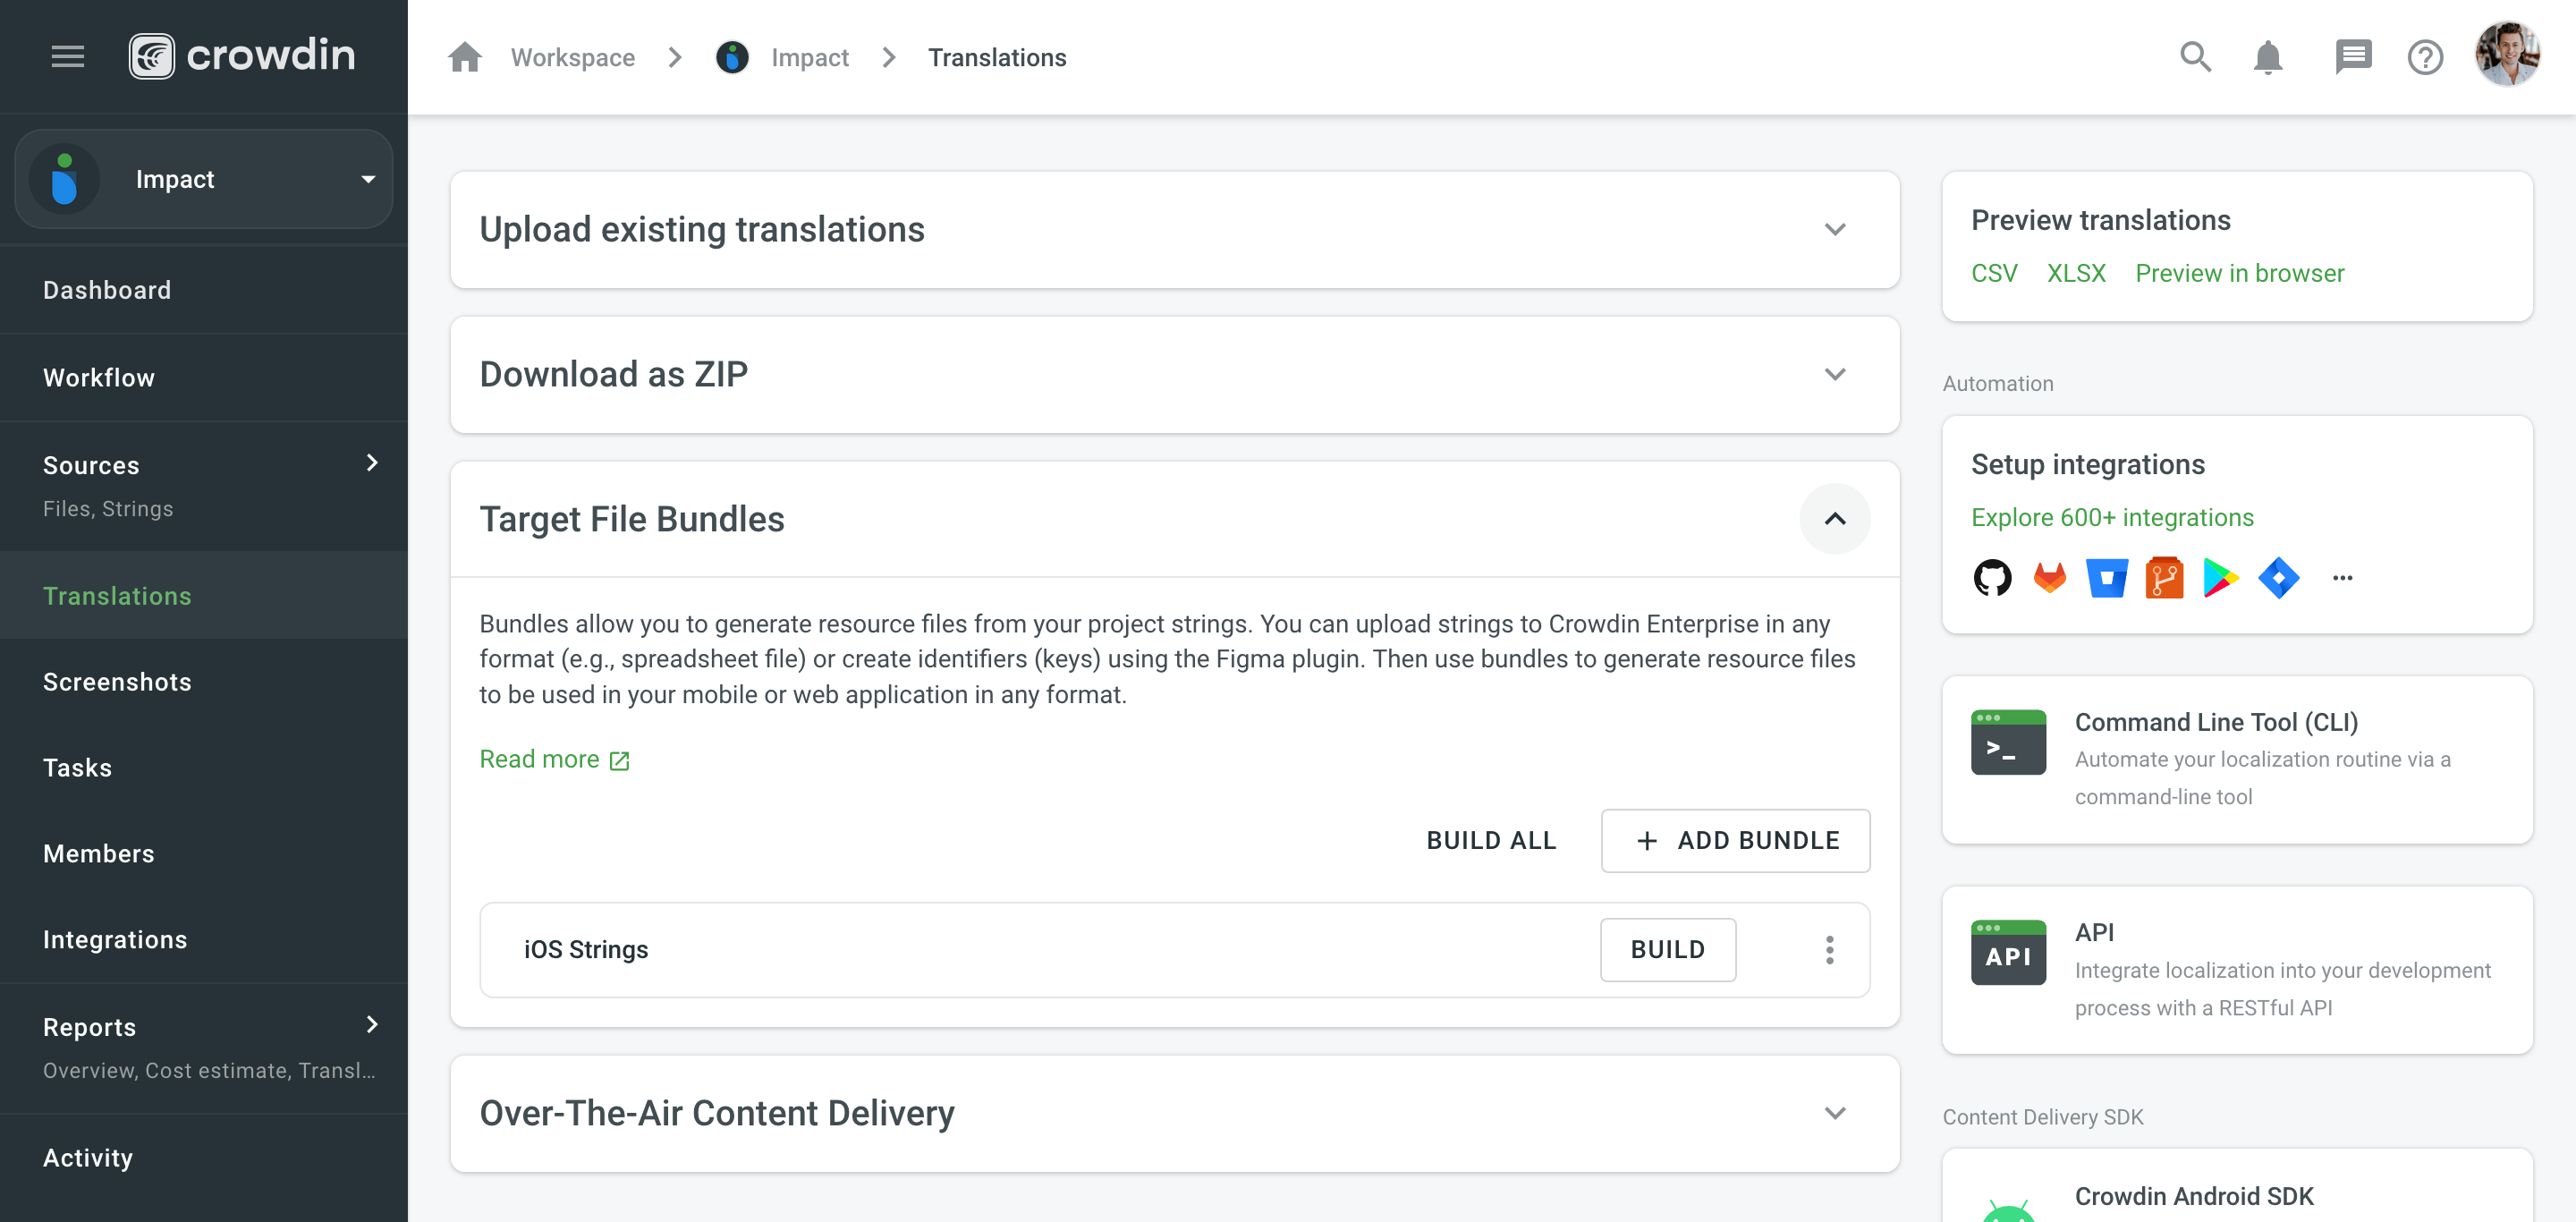 crowdin
Workspace
Impact
Translations
Impact
Dashboard
Workflow
Sources
Files, Strings
Translations
Screenshots
Tasks
Members
Integrations
Reports
Overview, Cost estimate, Transl…
Activity
Upload existing translations
Download as ZIP
Target File Bundles
Bundles allow you to generate resource files from your project strings. You can upload strings to Crowdin Enterprise in any
format (e.g., spreadsheet file) or create identifiers (keys) using the Figma plugin. Then use bundles to generate resource files
to be used in your mobile or web application in any format.
Read more
BUILD ALL
+ ADD BUNDLE
iOS Strings
BUILD
Over-The-Air Content Delivery
Preview translations
CSV XLSX Preview in browser
Automation
Setup integrations
Explore 600+ integrations
>_
Command Line Tool (CLI)
Automate your localization routine via a
command-line tool
API
API
Integrate localization into your development
process with a RESTful API
Content Delivery SDK
Crowdin Android SDK